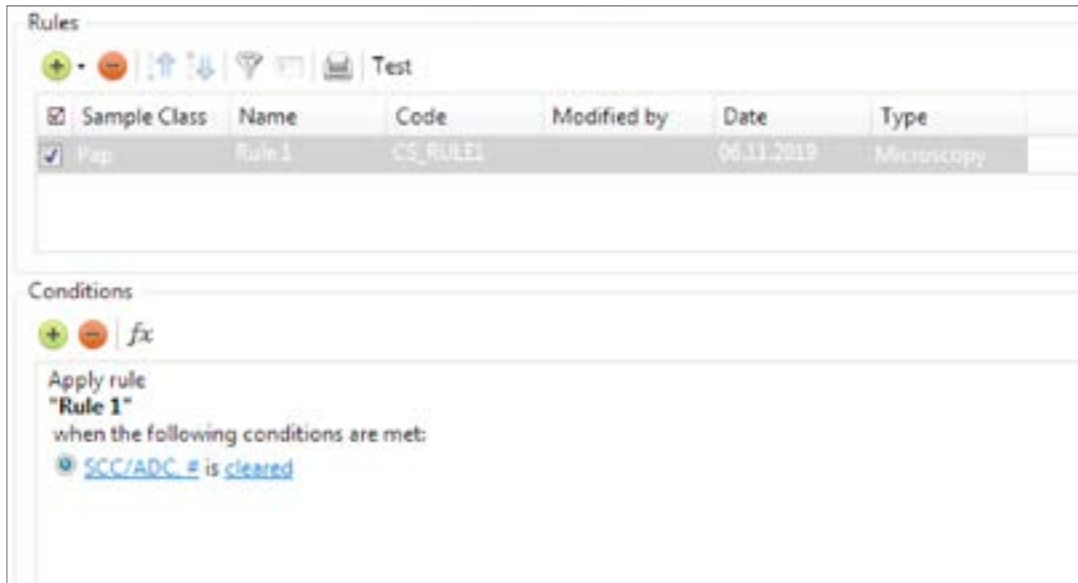 Rules
Test
Sample Class Name Code Modified by Date Type
Pap Rule 1 CS_RULE1 06.11.2019 Microscopy
Conditions
fx
Apply rule
"Rule 1"
when the following conditions are met:
SCC/ADC, # is cleared